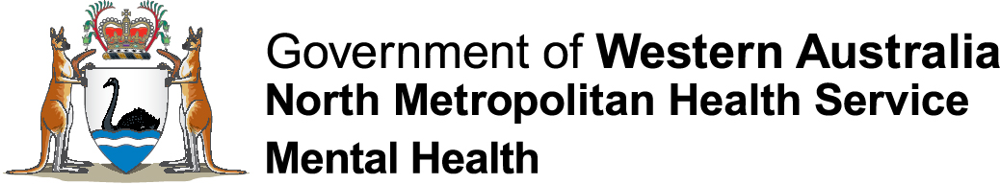 Government of Western Australia
North Metropolitan Health Service
Mental Health